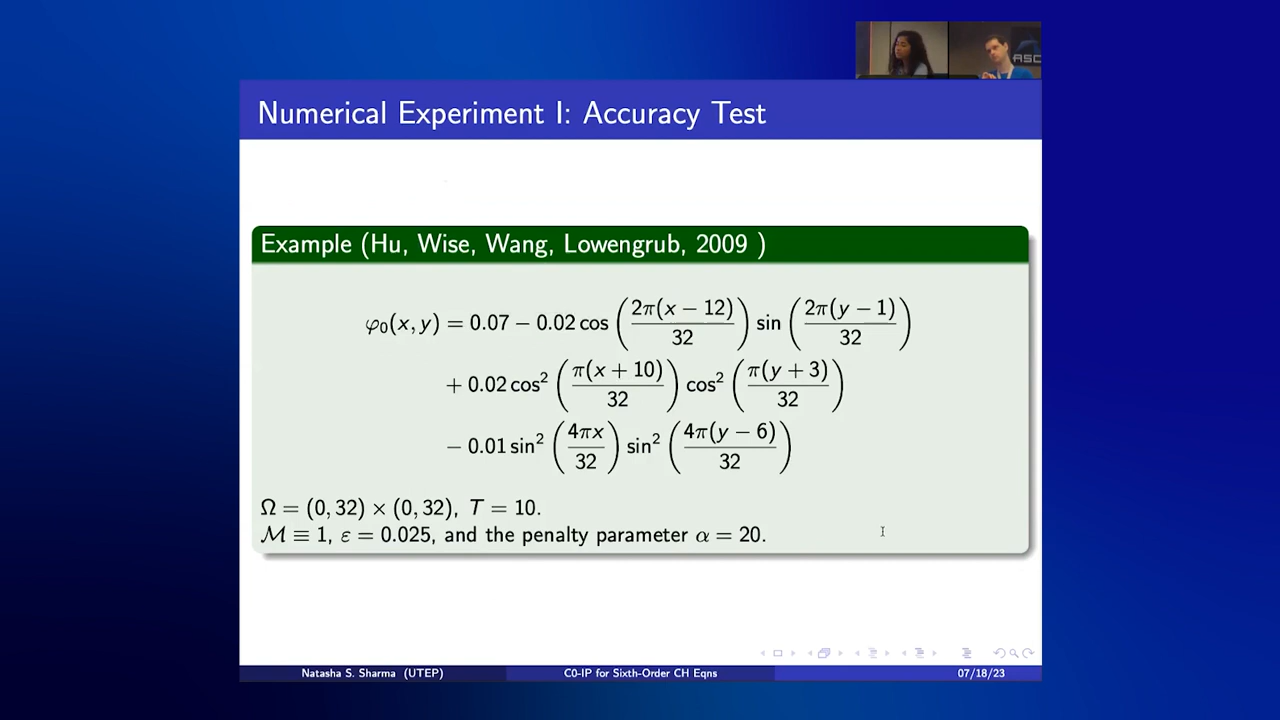 ASC
Numerical Experiment I: Accuracy Test
Example (Hu, Wise, Wang, Lowengrub, 2009 )
φ₀(x, y) = 0.07 − 0.02 cos (2π(x − 12)/32) sin (2π(y − 1)/32)
+ 0.02 cos² (π(x + 10)/32) cos² (π(y + 3)/32)
− 0.01 sin² (4πx/32) sin² (4π(y − 6)/32)
Ω = (0, 32) × (0, 32), T = 10.
ℳ ≡ 1, ε = 0.025, and the penalty parameter α = 20.
Natasha S. Sharma (UTEP) C0-IP for Sixth-Order CH Eqns 07/18/23